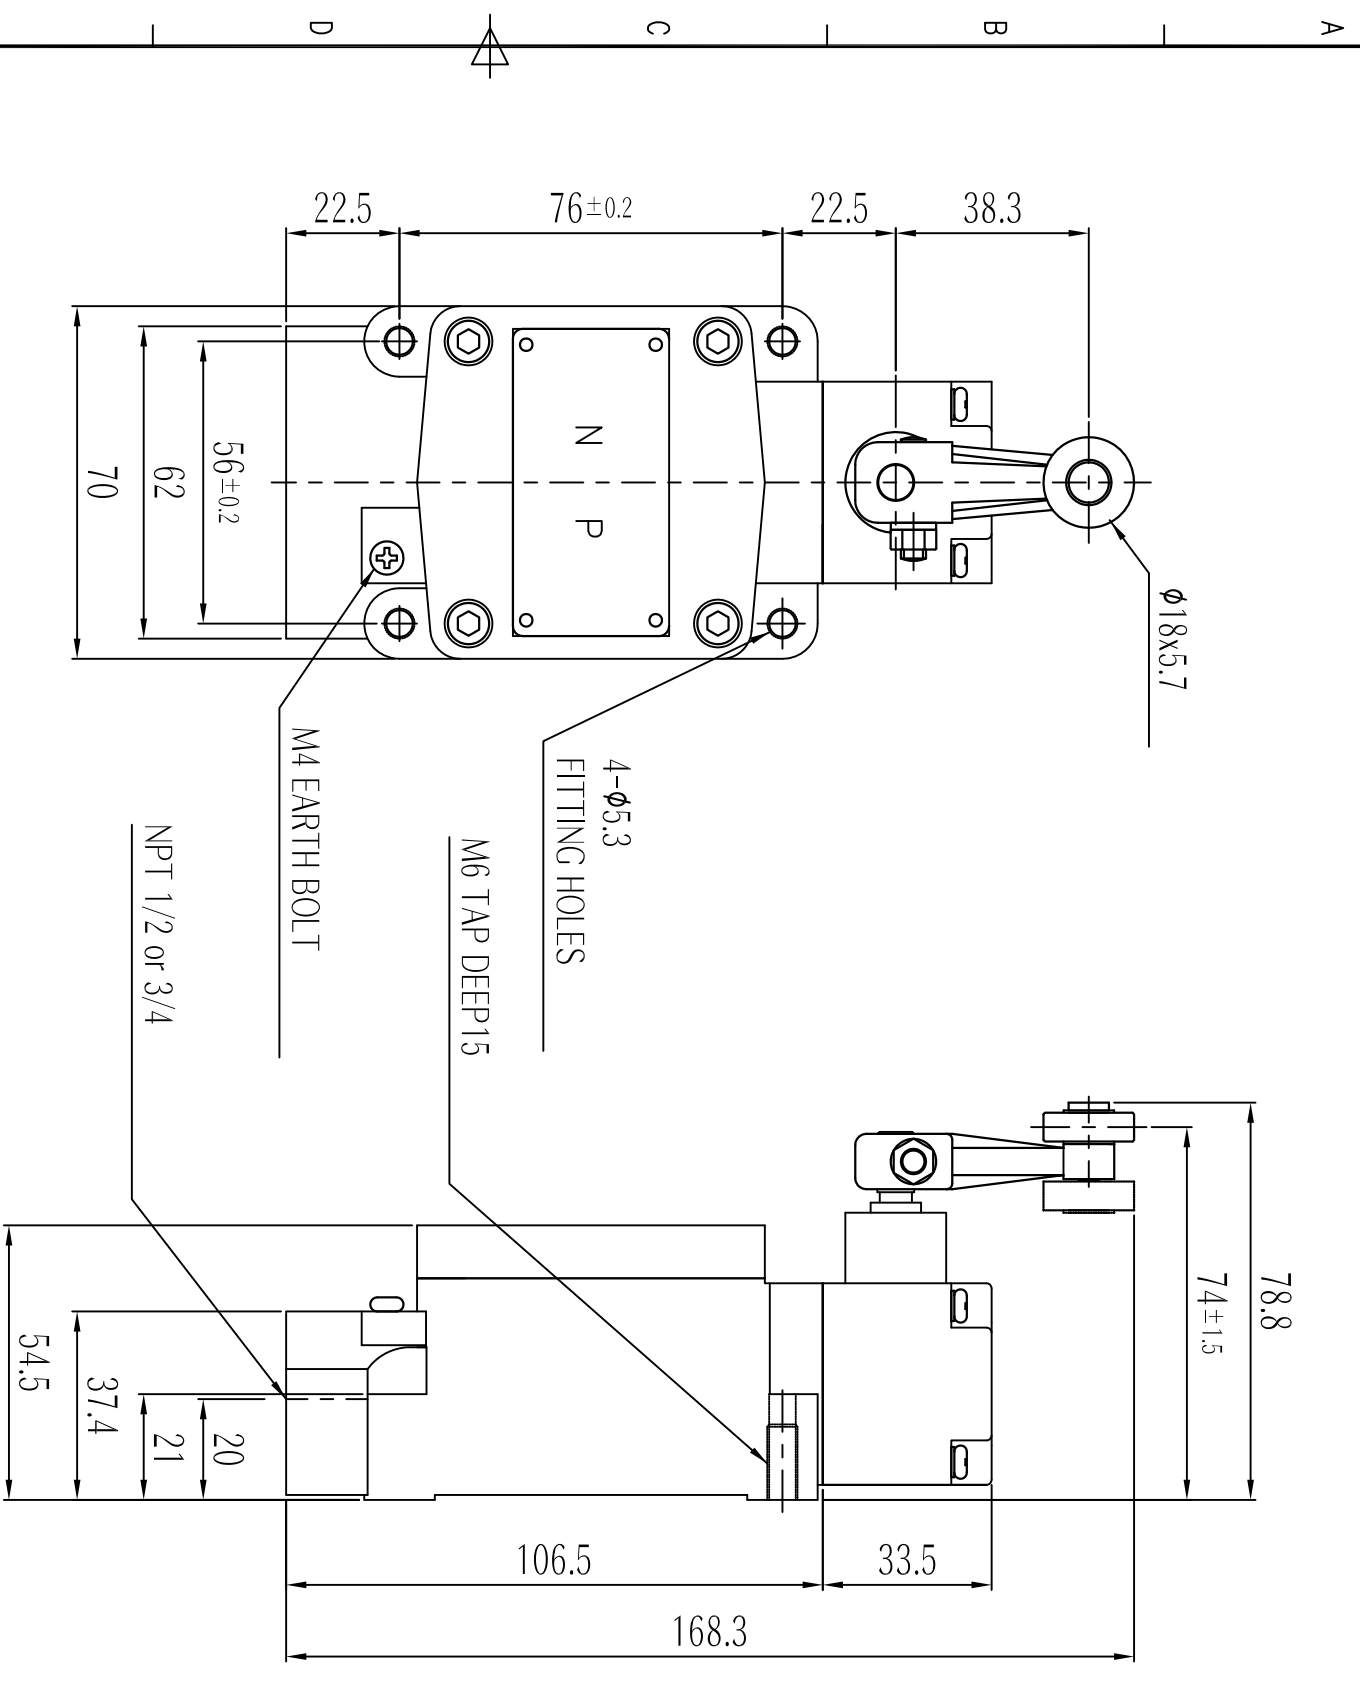 D
C
B
A
22.5
76±0.2
22.5
38.3
56±0.2
62
70
N P
φ18x5.7
4-φ5.3
FITTING HOLES
M6 TAP DEEP15
M4 EARTH BOLT
NPT 1/2 or 3/4
78.8
74±1.5
20
21
37.4
54.5
106.5
33.5
168.3